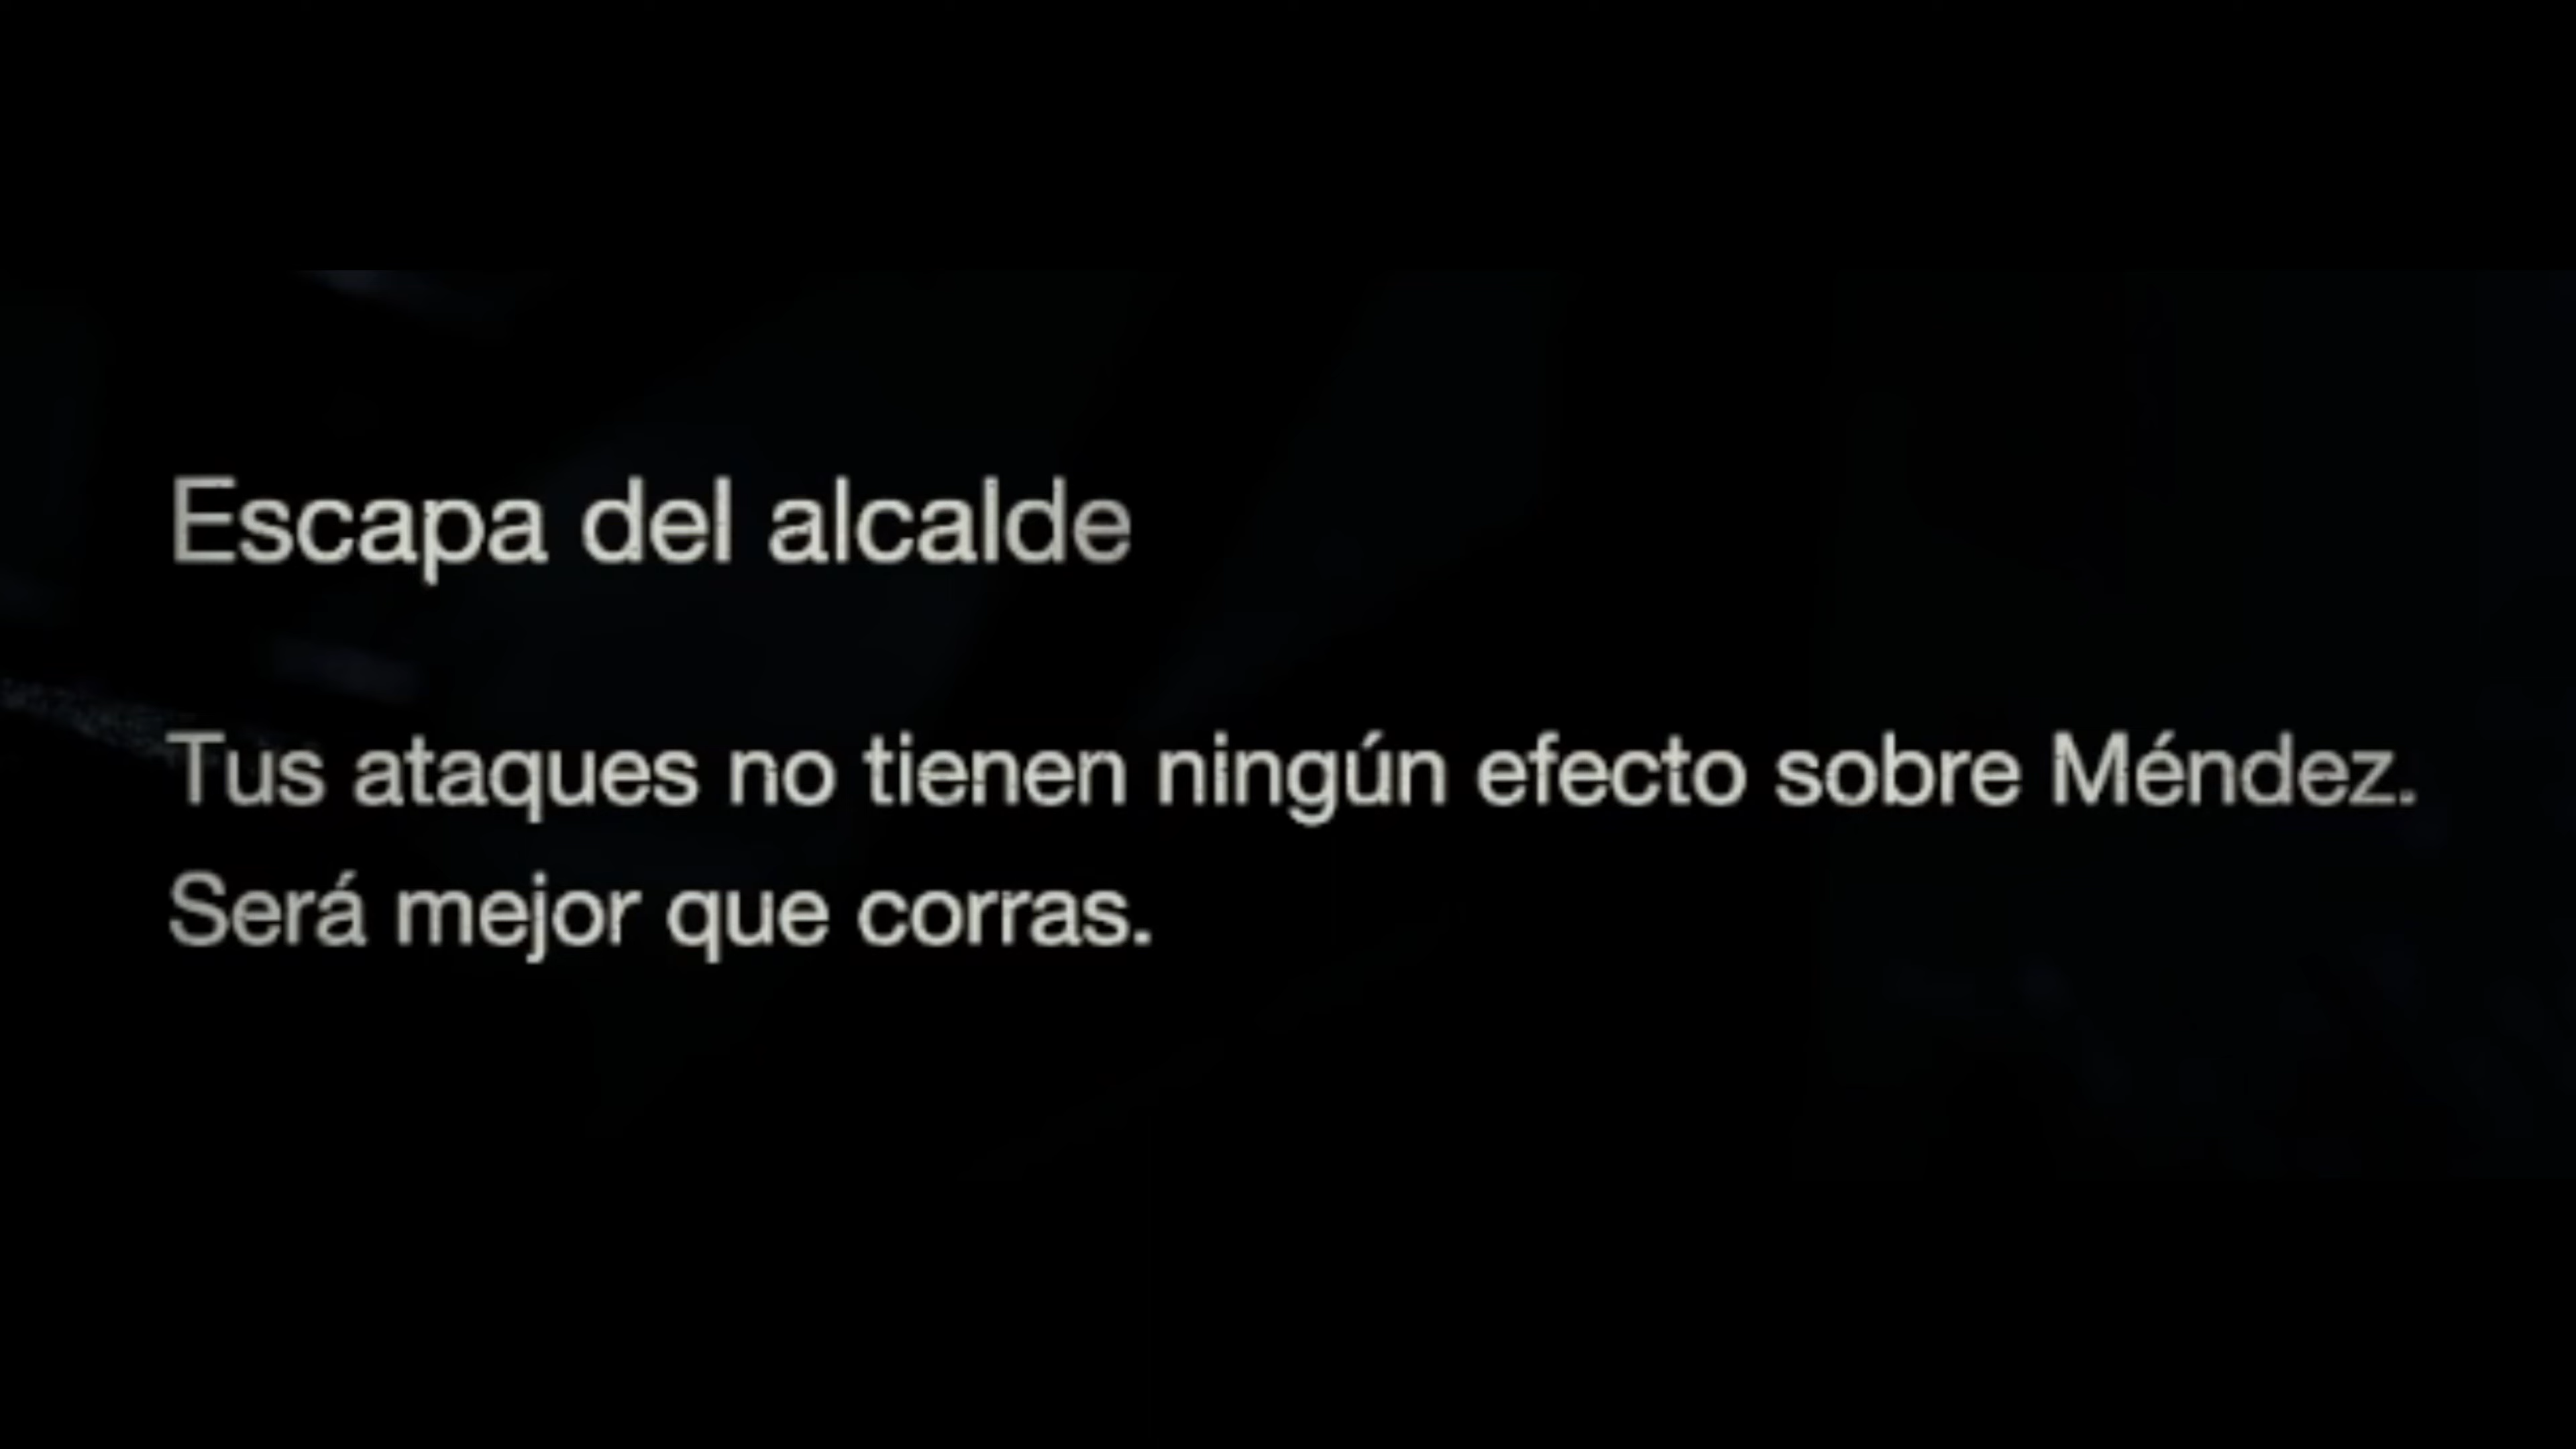 Escapa del alcalde
Tus ataques no tienen ningún efecto sobre Méndez.
Será mejor que corras.